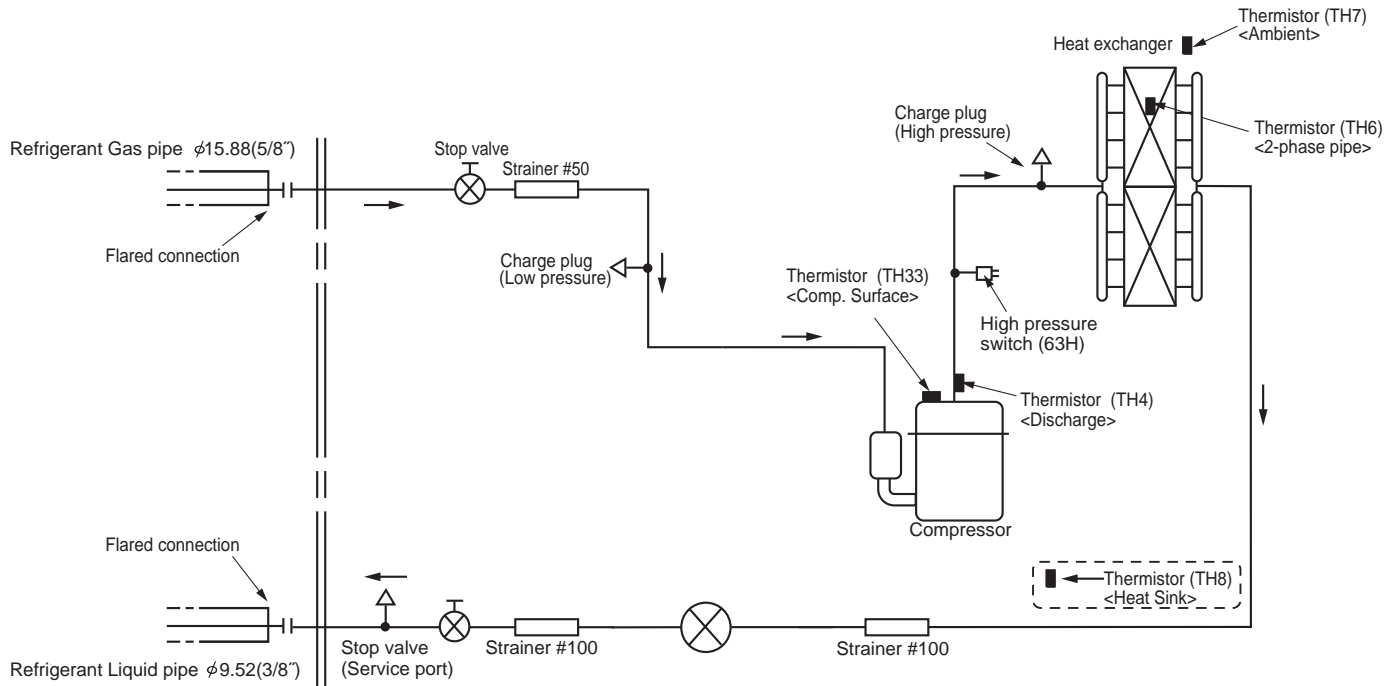 Thermistor (TH7)
<Ambient>
Heat exchanger
Charge plug
(High pressure)
Thermistor (TH6)
<2-phase pipe>
Refrigerant Gas pipe ϕ15.88(5/8″)
Stop valve
Strainer #50
Flared connection
Charge plug
(Low pressure)
Thermistor (TH33)
<Comp. Surface>
High pressure
switch (63H)
Thermistor (TH4)
<Discharge>
Compressor
Flared connection
Thermistor (TH8)
<Heat Sink>
Stop valve
(Service port)
Strainer #100
Strainer #100
Refrigerant Liquid pipe ϕ9.52(3/8″)